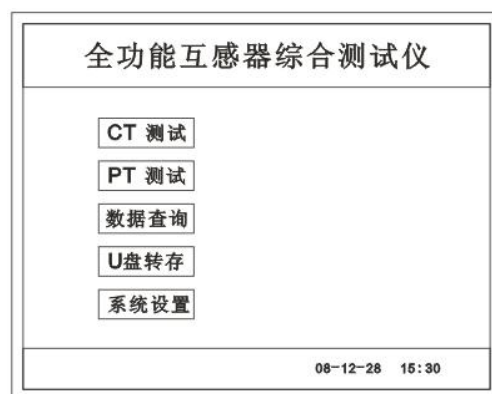 全功能互感器综合测试仪
CT 测试
PT 测试
数据查询
U盘转存
系统设置
08-12-28 15:30